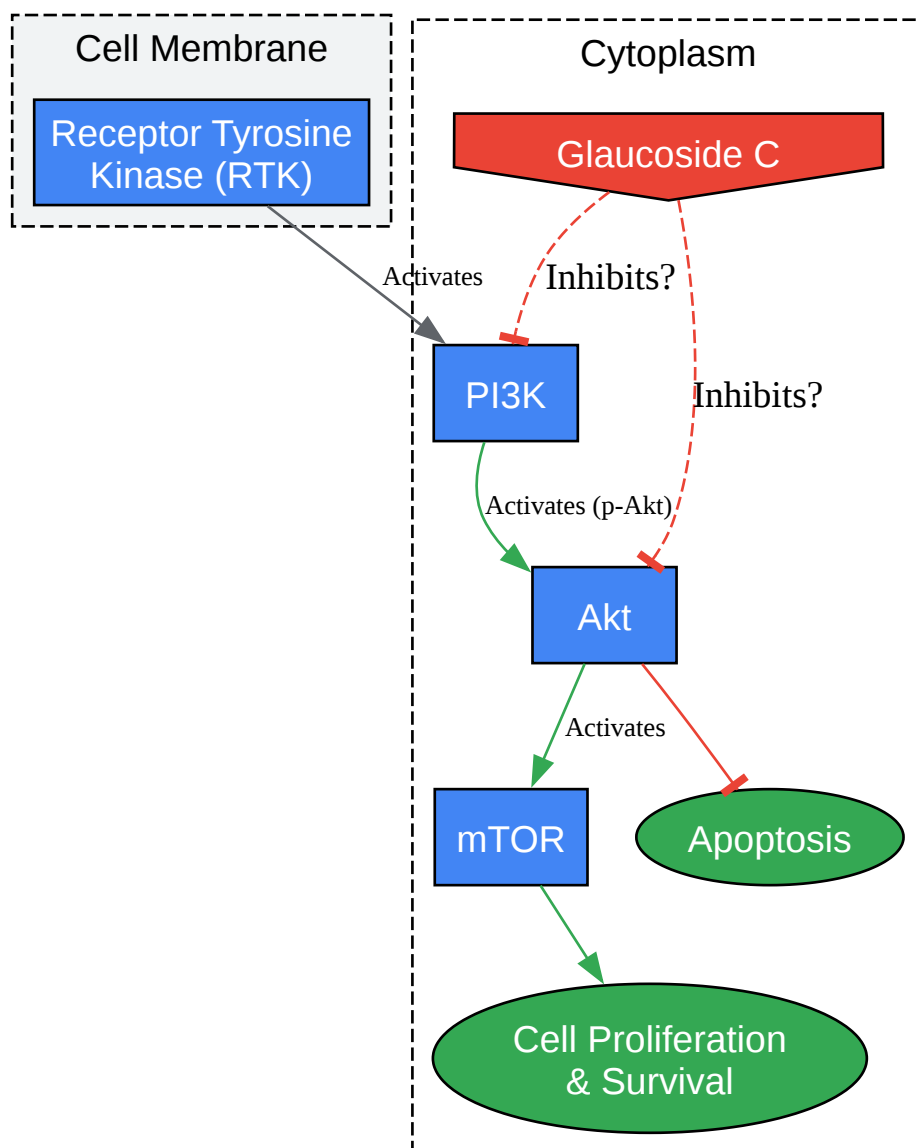 Cell Membrane
Receptor Tyrosine
Kinase (RTK)
Cytoplasm
Glaucoside C
Activates
Inhibits?
PI3K
Inhibits?
Activates (p-Akt)
Akt
Activates
mTOR
Apoptosis
Cell Proliferation
& Survival